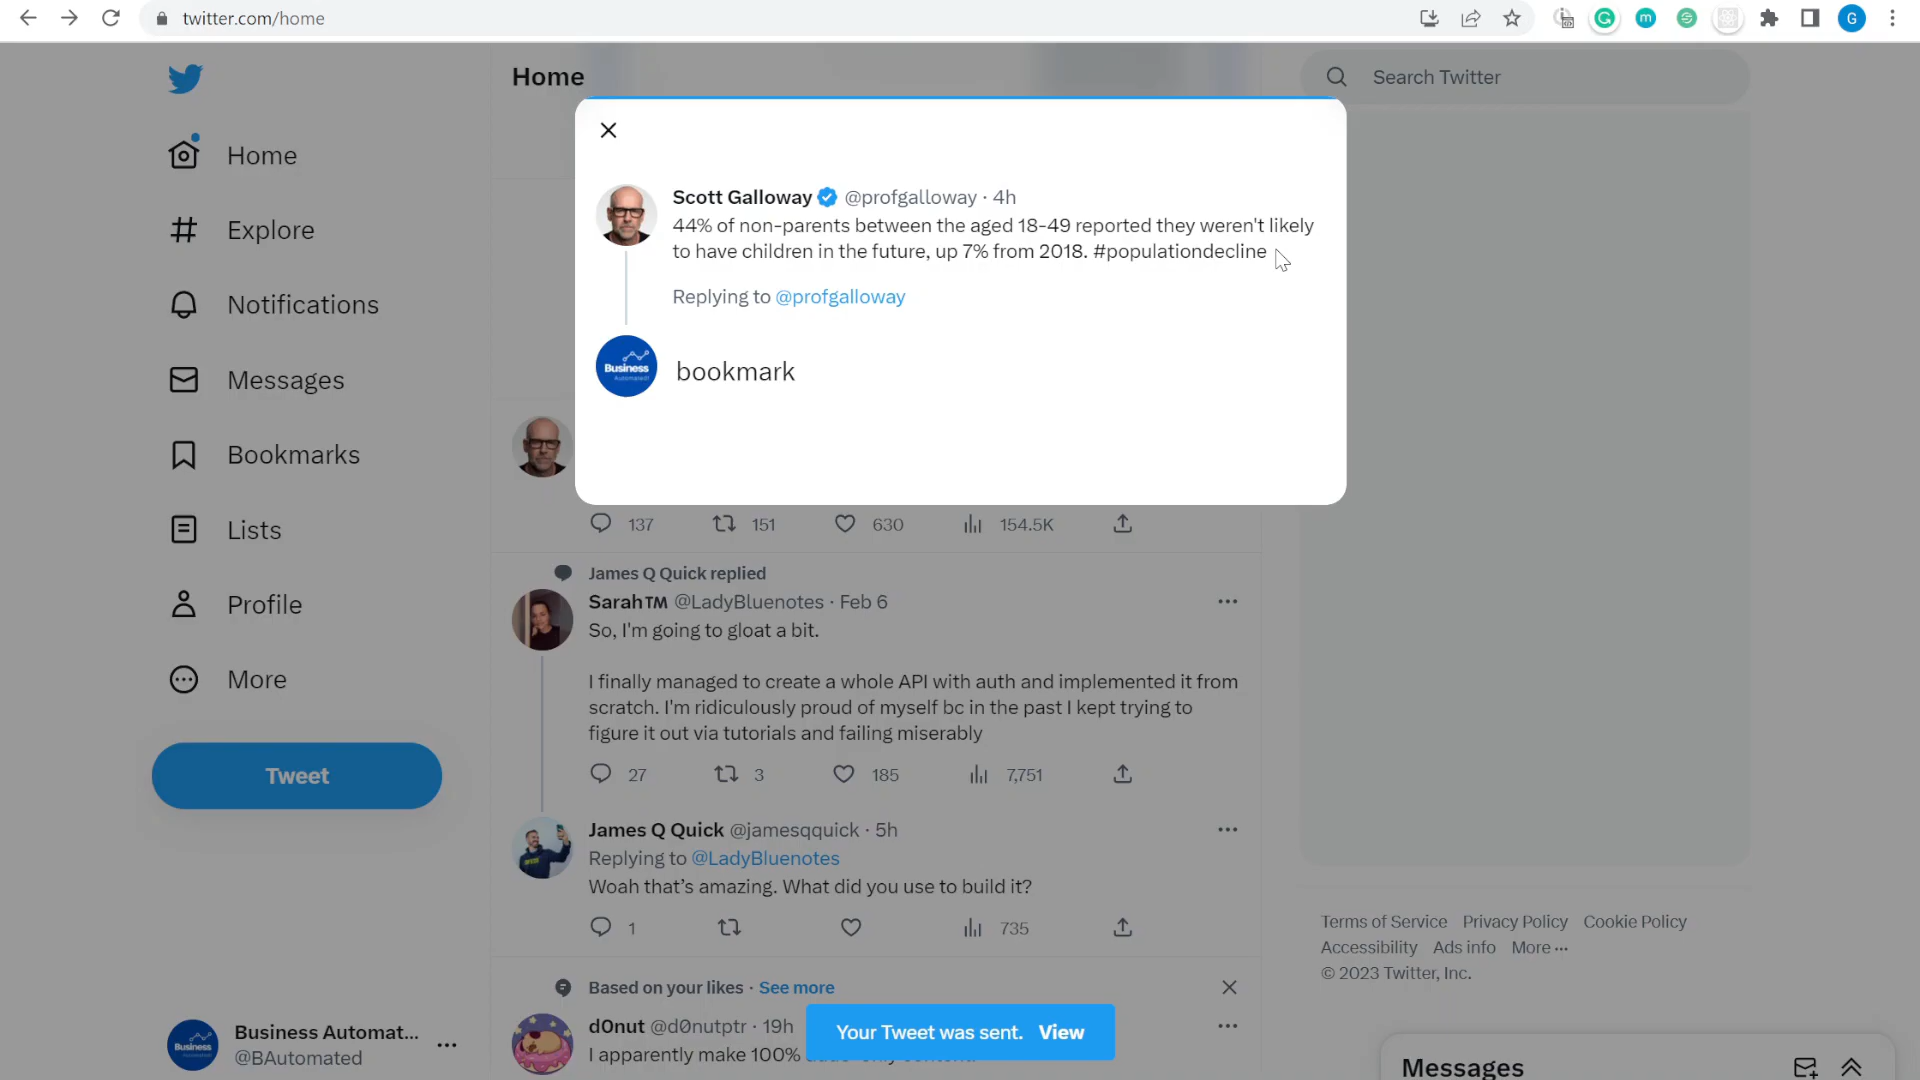 twitter.com/home
m
G
Home
Search Twitter
Home
Explore
Notifications
Messages
Bookmarks
Lists
Profile
More
Tweet
Business Automat...
@BAutomated
Scott Galloway @profgalloway · 4h
44% of non-parents between the aged 18-49 reported they weren't likely
to have children in the future, up 7% from 2018. #populationdecline
Replying to @profgalloway
Business
Automated!
bookmark
137 151 630 154.5K
James Q Quick replied
Sarah™ @LadyBluenotes · Feb 6
So, I'm going to gloat a bit.
I finally managed to create a whole API with auth and implemented it from
scratch. I'm ridiculously proud of myself bc in the past I kept trying to
figure it out via tutorials and failing miserably
27 3 185 7,751
James Q Quick @jamesqquick · 5h
Replying to @LadyBluenotes
Woah that’s amazing. What did you use to build it?
1 735
Based on your likes · See more
d0nut @d0nutptr · 19h
I apparently make 100%
Your Tweet was sent. View
Terms of Service Privacy Policy Cookie Policy
Accessibility Ads info More ···
© 2023 Twitter, Inc.
Messages
Business